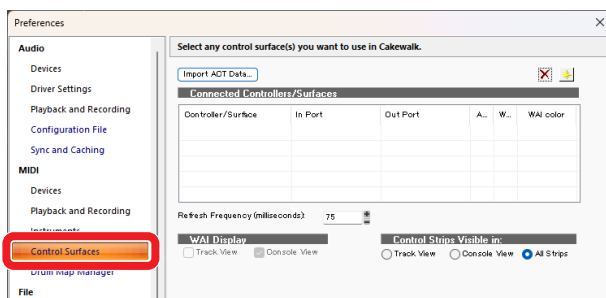 Preferences
Audio
Devices
Driver Settings
Playback and Recording
Configuration File
Sync and Caching
MIDI
Devices
Playback and Recording
Instruments
Control Surfaces
Drum Map Manager
File
Select any control surface(s) you want to use in Cakewalk.
Import ACT Data...
Connected Controllers/Surfaces
Controller/Surface In Port Out Port A... W... WAI color
Refresh Frequency (milliseconds): 75
WAI Display
Track View Console View
Control Strips Visible in:
Track View Console View All Strips